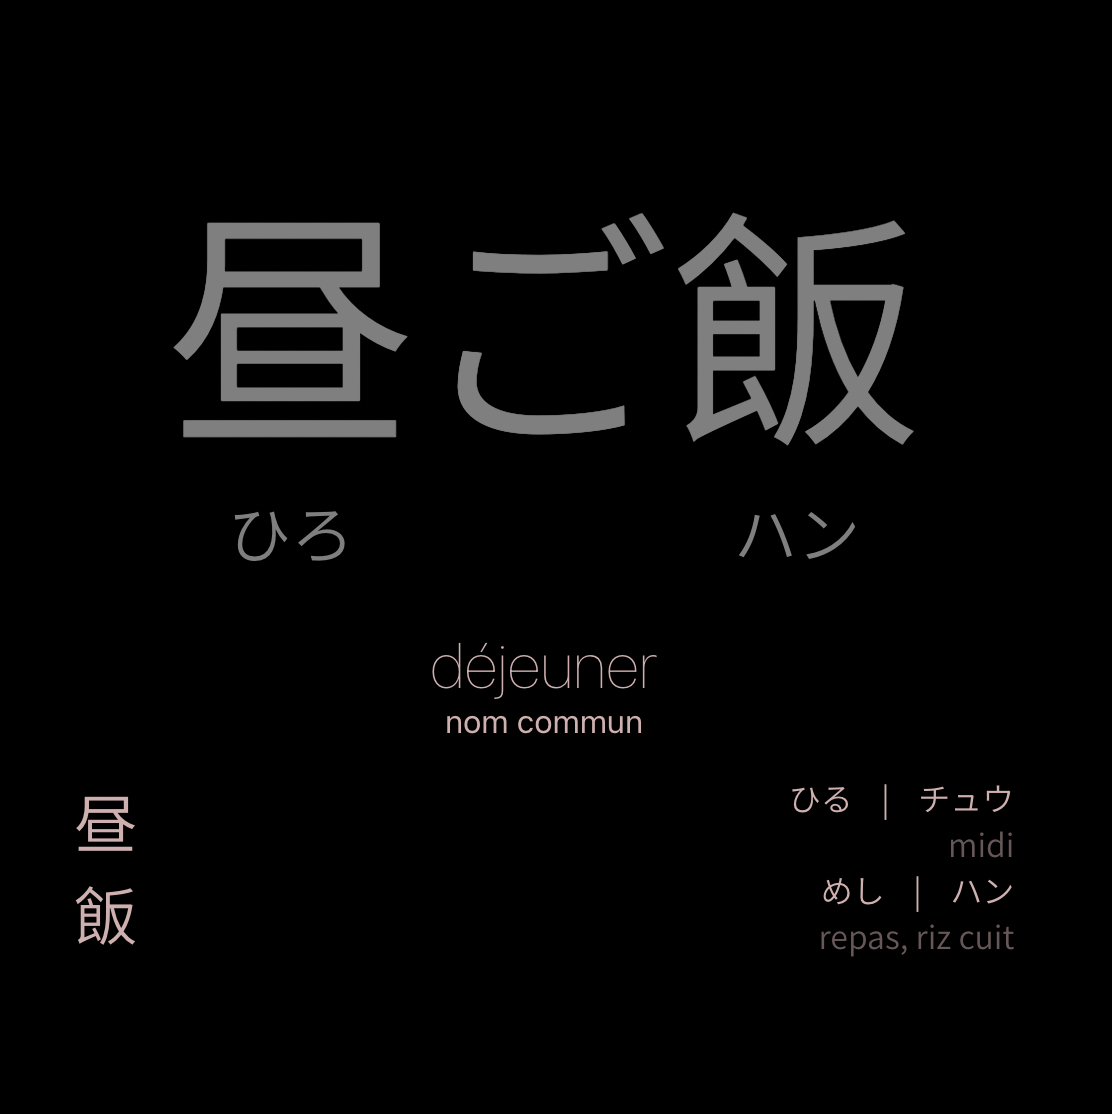 昼ご飯
ひろ ハン
déjeuner
nom commun
昼 ひる | チュウ
midi
飯 めし | ハン
repas, riz cuit